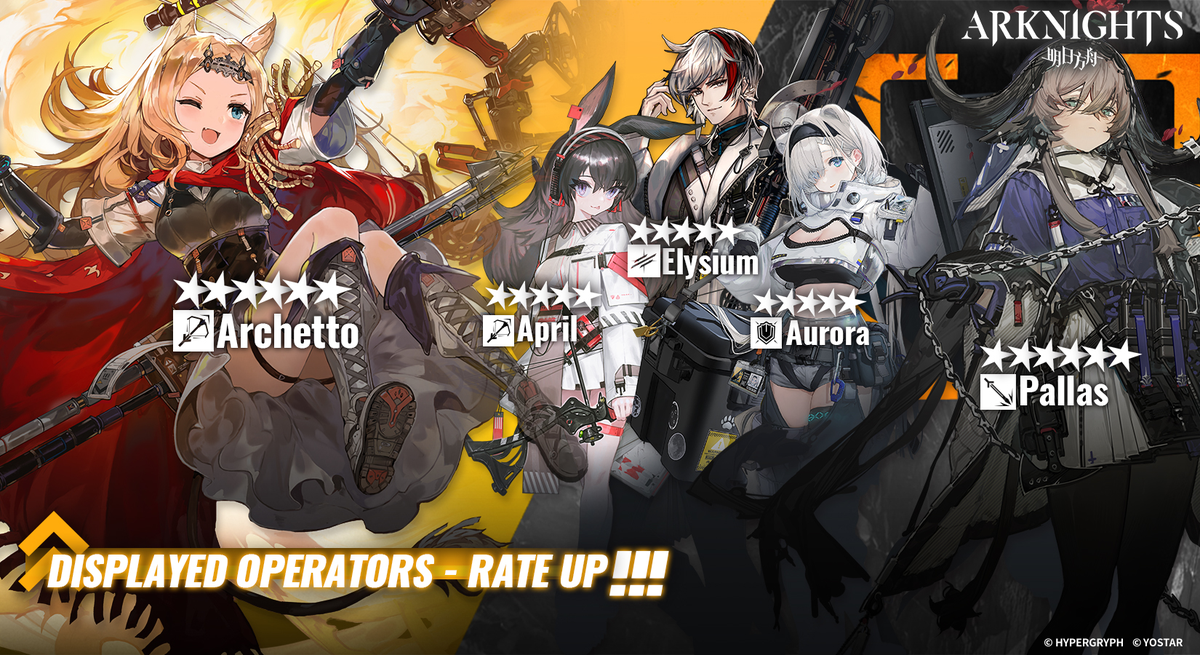 ARKNIGHTS
明日方舟
★★★★★★
Archetto
★★★★★
April
★★★★★
Elysium
★★★★★
Aurora
★★★★★★
Pallas
DISPLAYED OPERATORS - RATE UP!!!
© HYPERGRYPH © YOSTAR